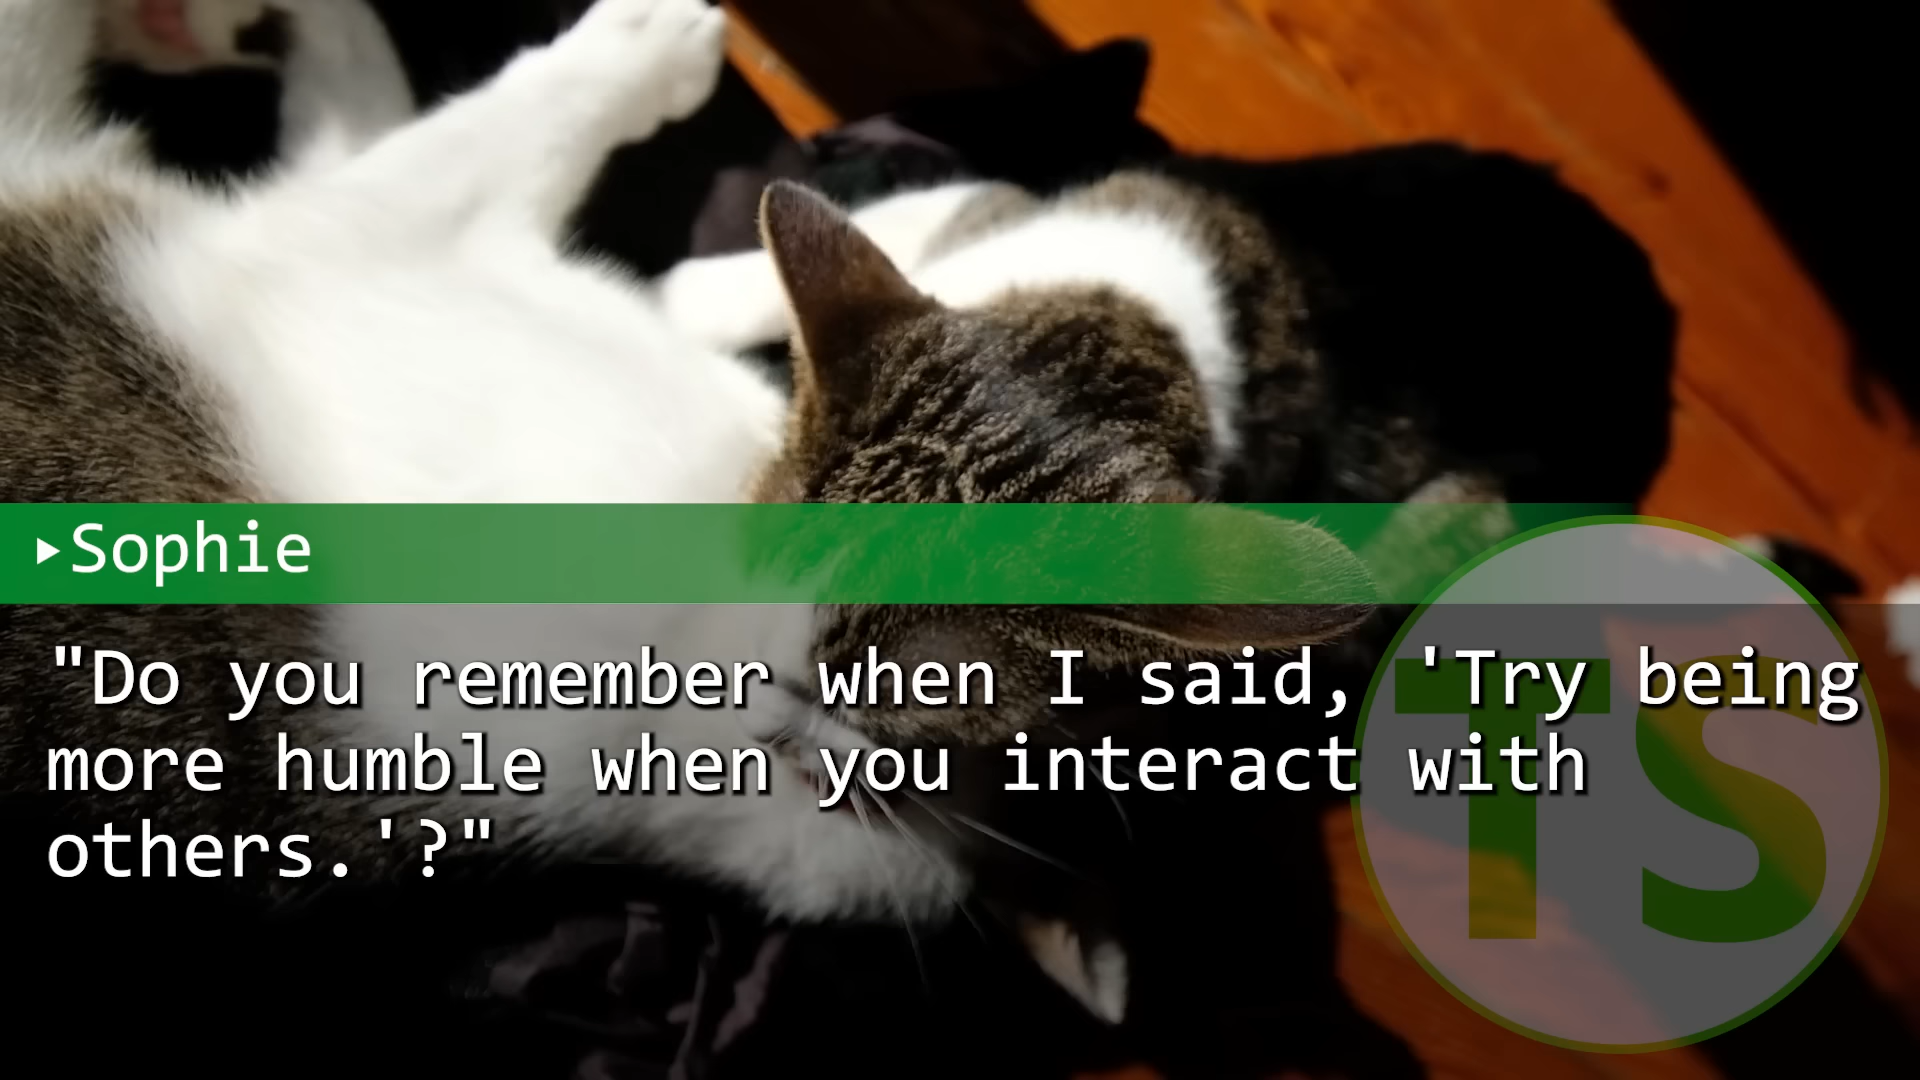 ▶Sophie
"Do you remember when I said, 'Try being
more humble when you interact with
others.'?"
TS